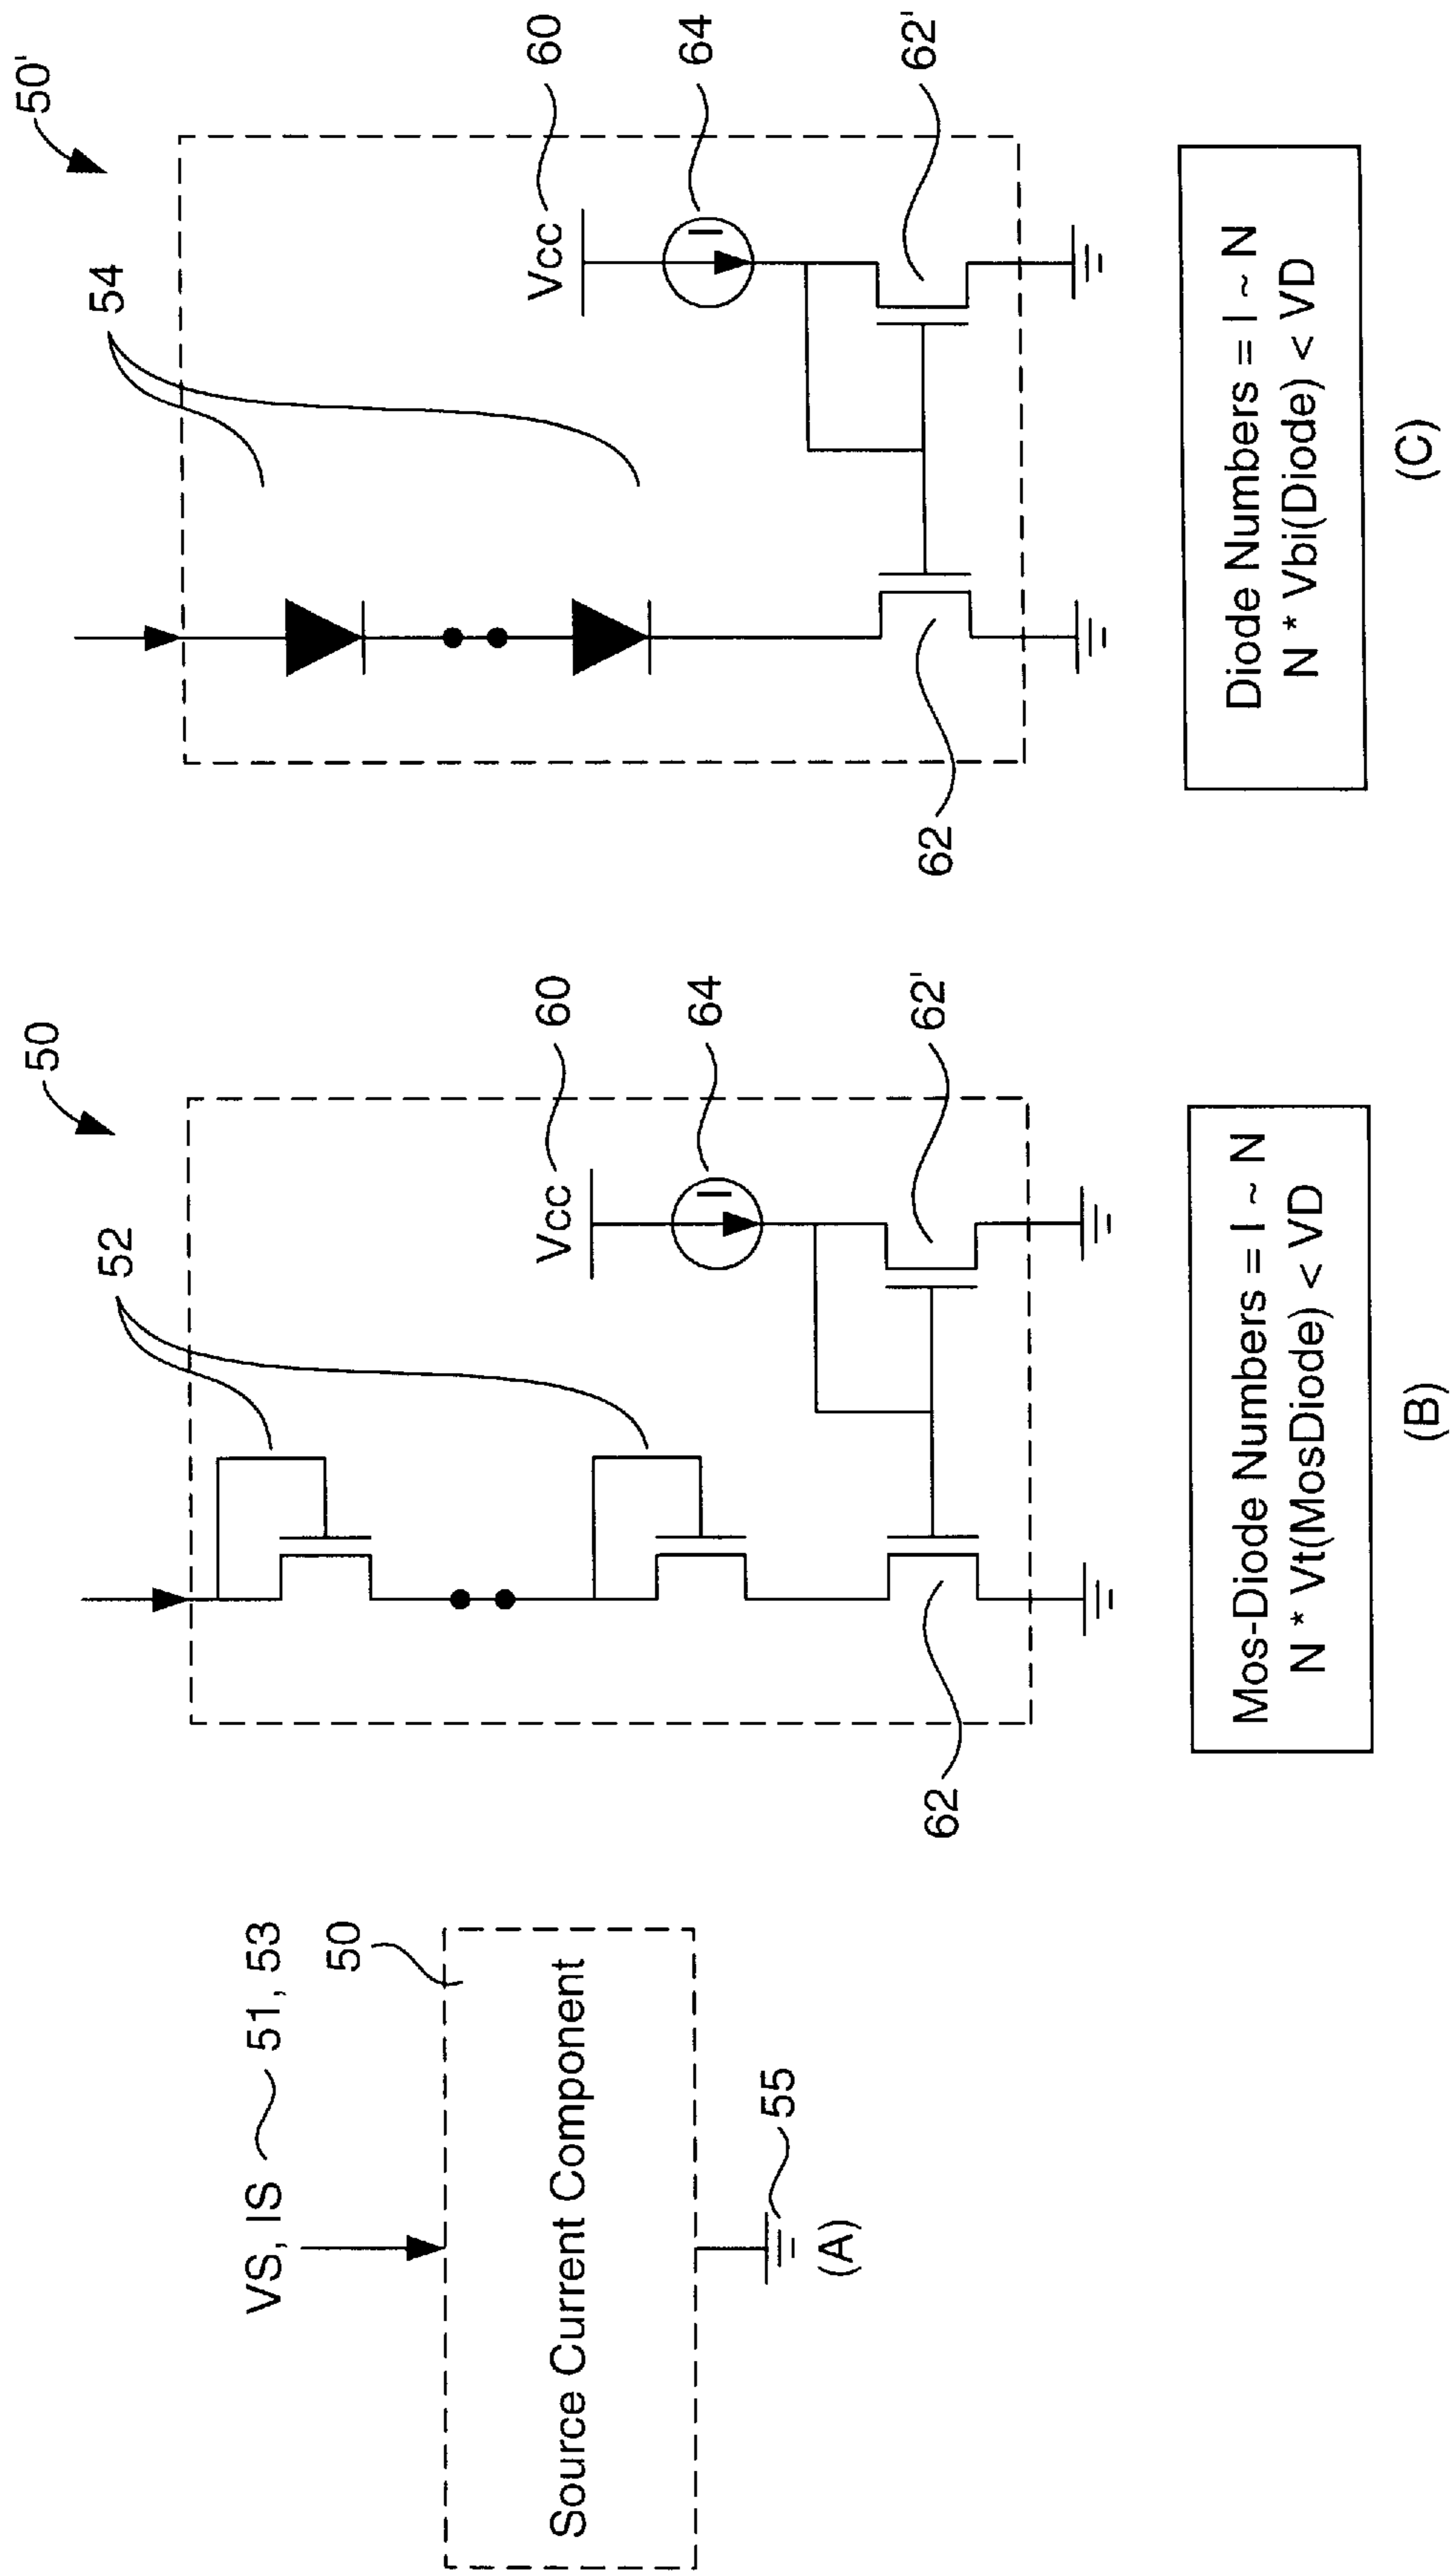 VS, IS
51, 53
50
Source Current Component
55
(A)
50
52
Vcc
60
I
64
62'
62
Mos-Diode Numbers = I ~ N
N * Vt(MosDiode) < VD
(B)
50'
54
Vcc
60
I
64
62'
62
Diode Numbers = I ~ N
N * Vbi(Diode) < VD
(C)